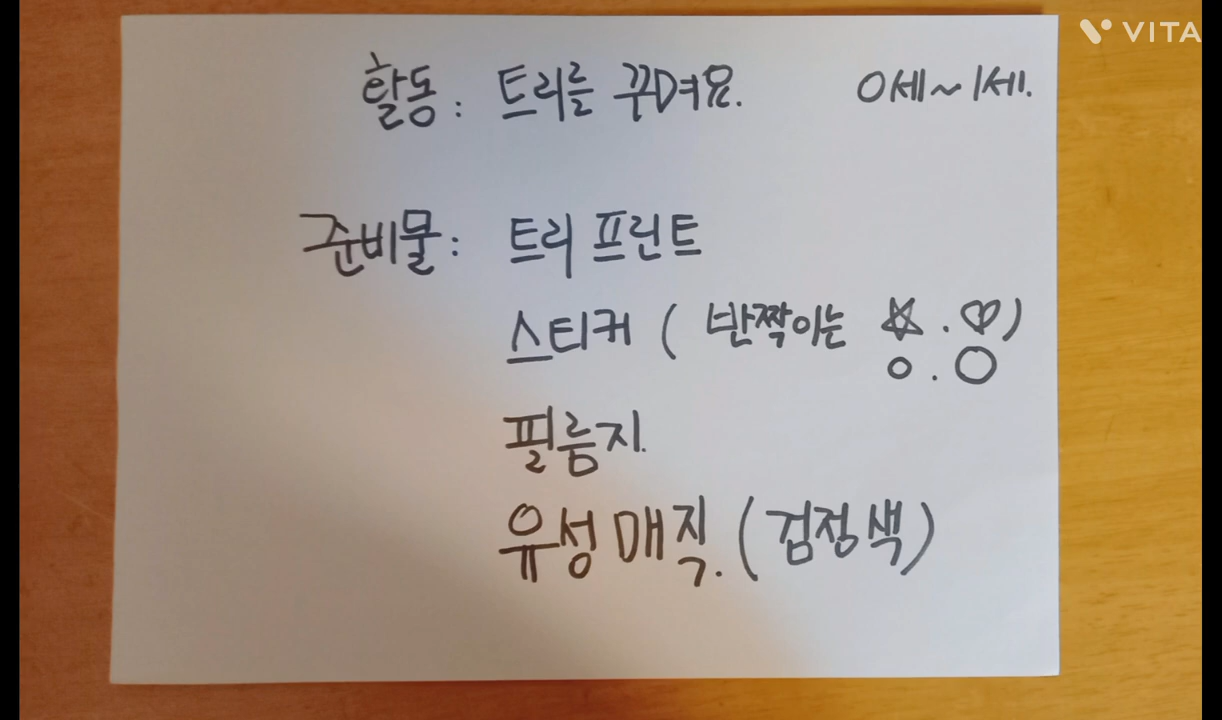 VITA
활동: 트리를 꾸며요. 0세~1세.
준비물: 트리 프린트
스티커 ( 반짝이는 ☆.♡)
○.○
필름지.
유성매직.(검정색)